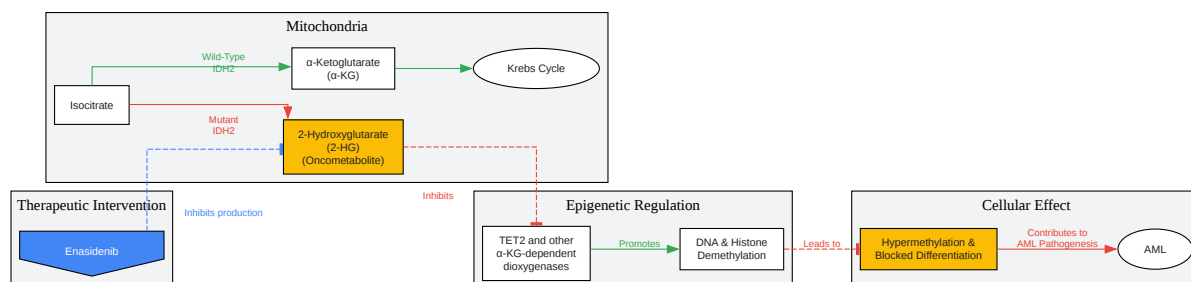 Mitochondria
Wild-Type
IDH2
α-Ketoglutarate
(α-KG)
Krebs Cycle
Isocitrate
Mutant
IDH2
2-Hydroxyglutarate
(2-HG)
(Oncometabolite)
Therapeutic Intervention
Inhibits production
Enasidenib
Inhibits
Epigenetic Regulation
TET2 and other
α-KG-dependent
dioxygenases
Promotes
DNA & Histone
Demethylation
Leads to
Cellular Effect
Hypermethylation &
Blocked Differentiation
Contributes to
AML Pathogenesis
AML